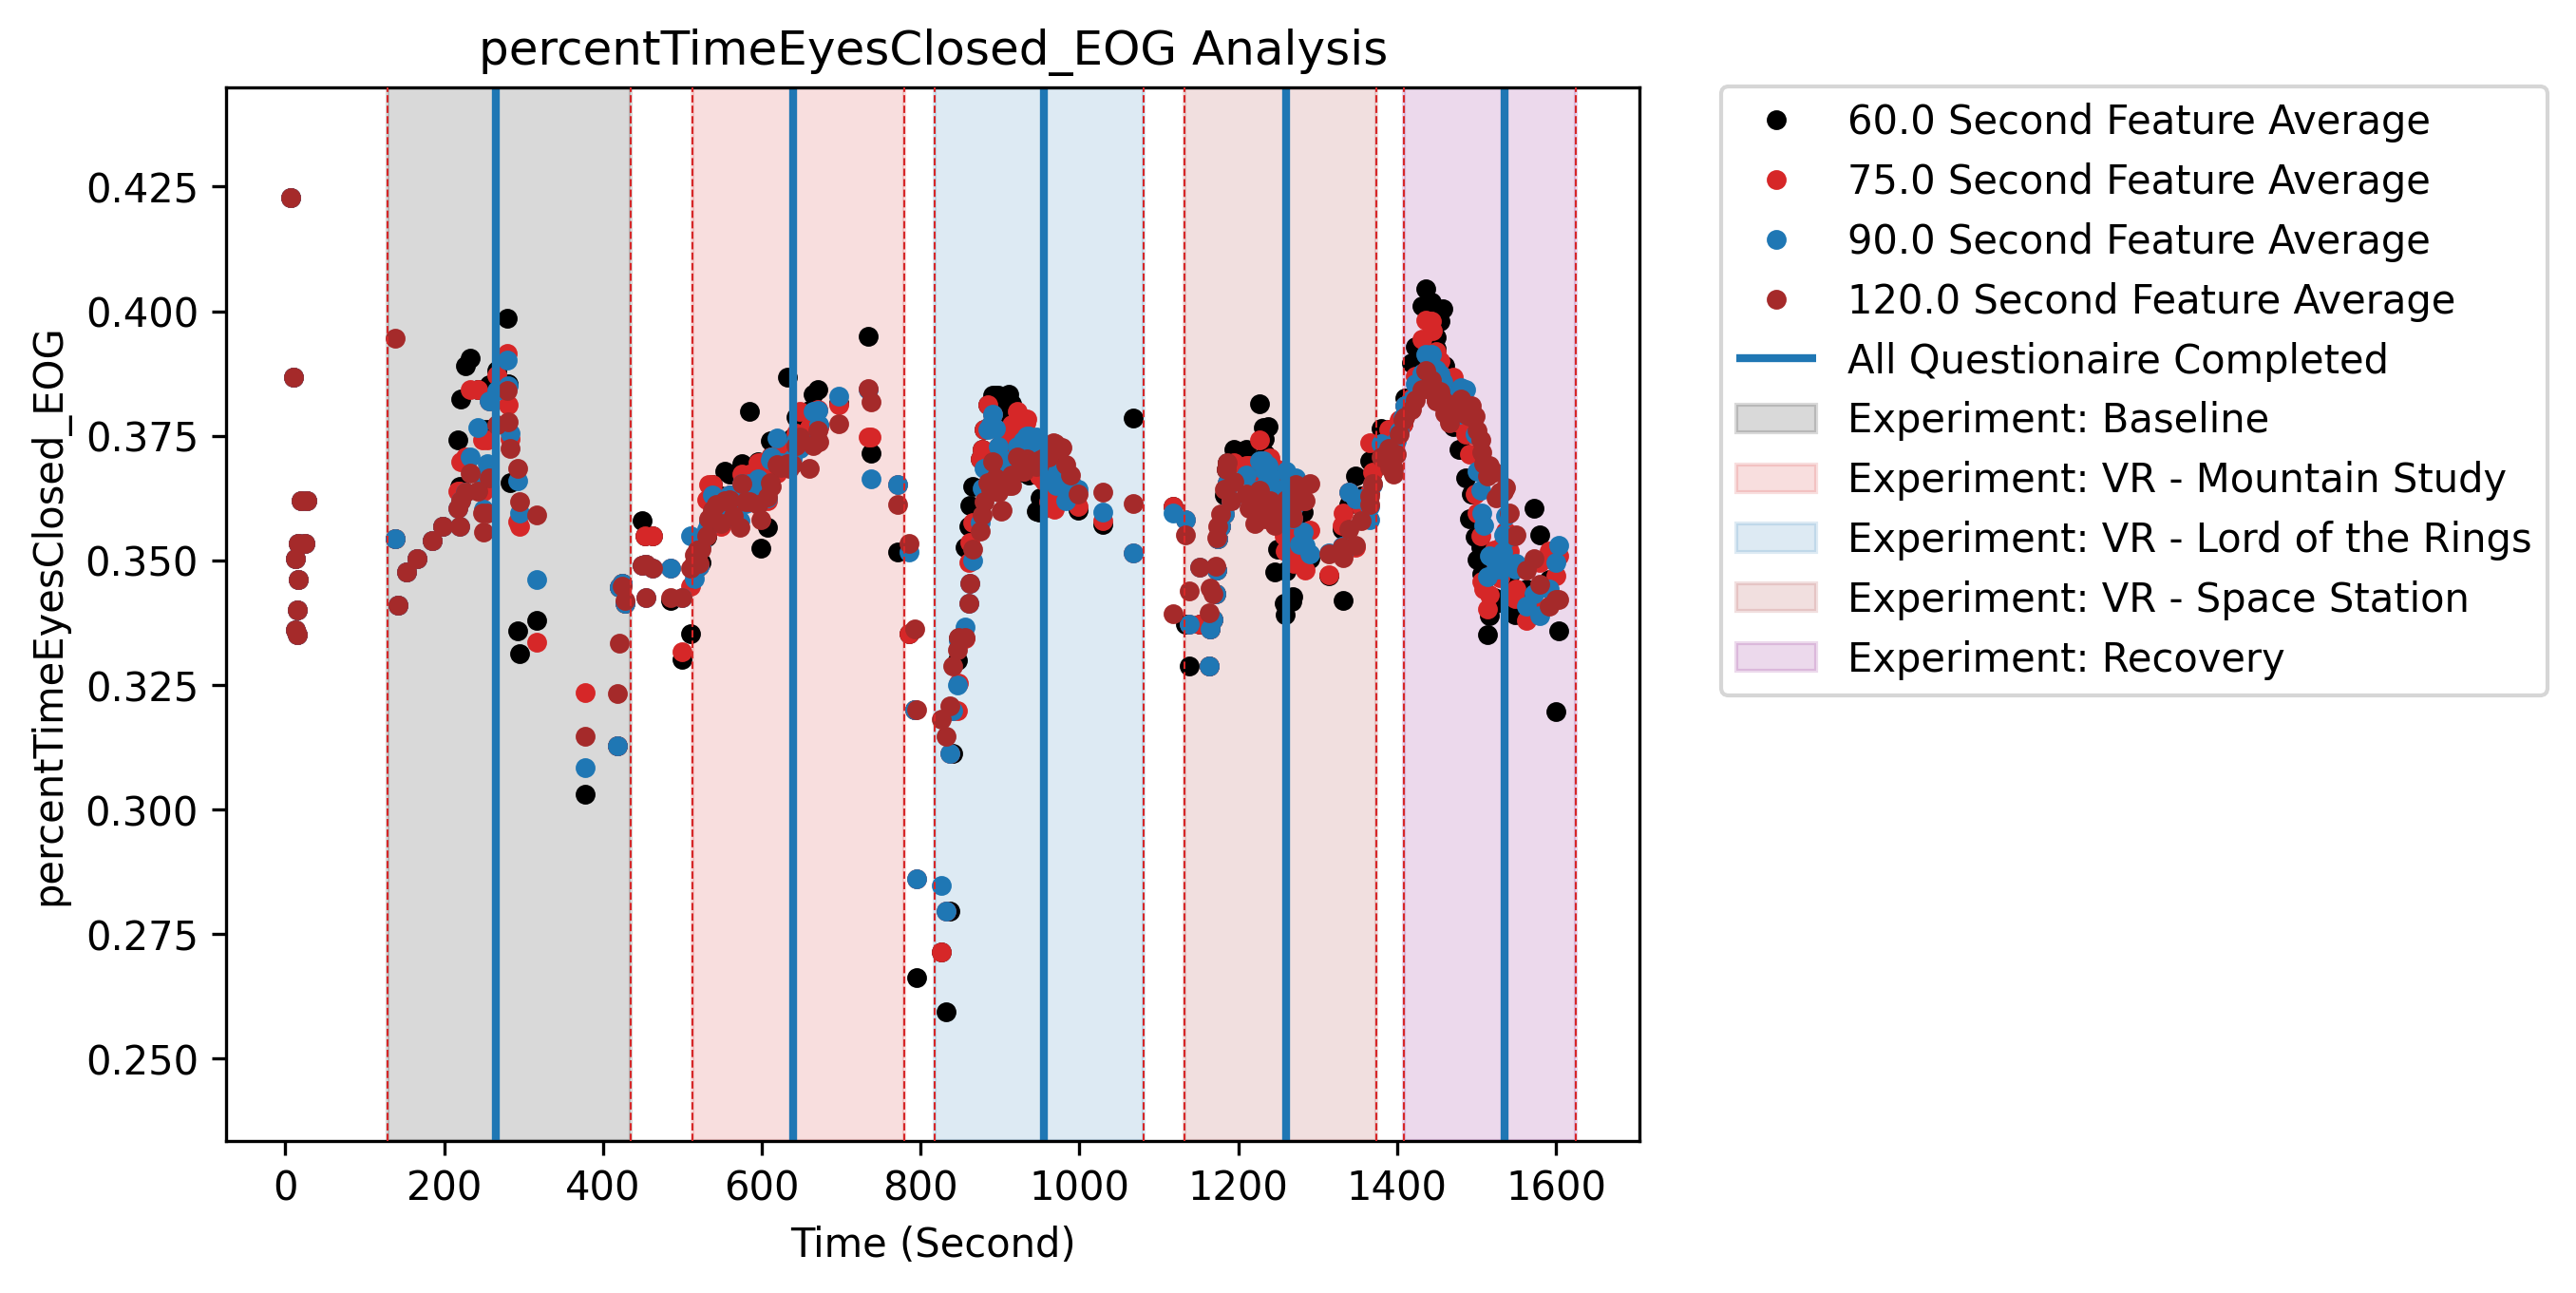 percentTimeEyesClosed_EOG Analysis
percentTimeEyesClosed_EOG
0.425
0.400
0.375
0.350
0.325
0.300
0.275
0.250
0 200 400 600 800 1000 1200 1400 1600
Time (Second)
60.0 Second Feature Average
75.0 Second Feature Average
90.0 Second Feature Average
120.0 Second Feature Average
All Questionaire Completed
Experiment: Baseline
Experiment: VR - Mountain Study
Experiment: VR - Lord of the Rings
Experiment: VR - Space Station
Experiment: Recovery